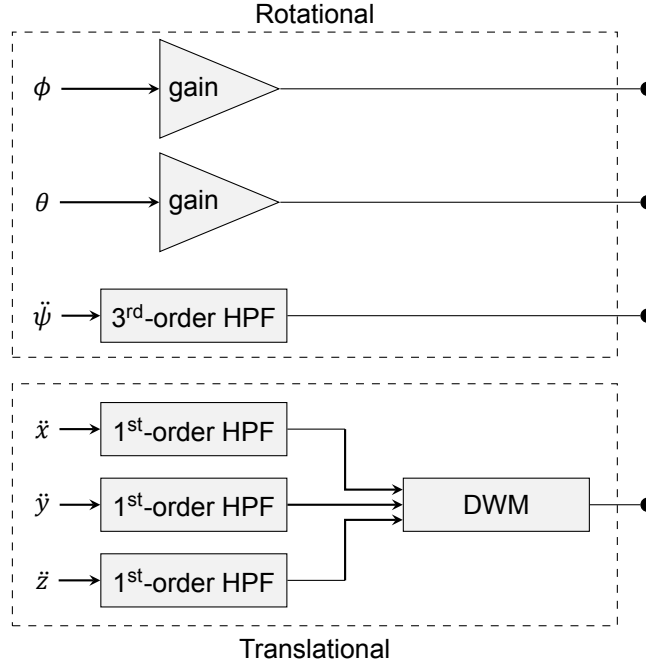 Rotational
ϕ gain
θ gain
ψ̈ 3rd-order HPF
ẍ 1st-order HPF
ÿ 1st-order HPF DWM
z̈ 1st-order HPF
Translational